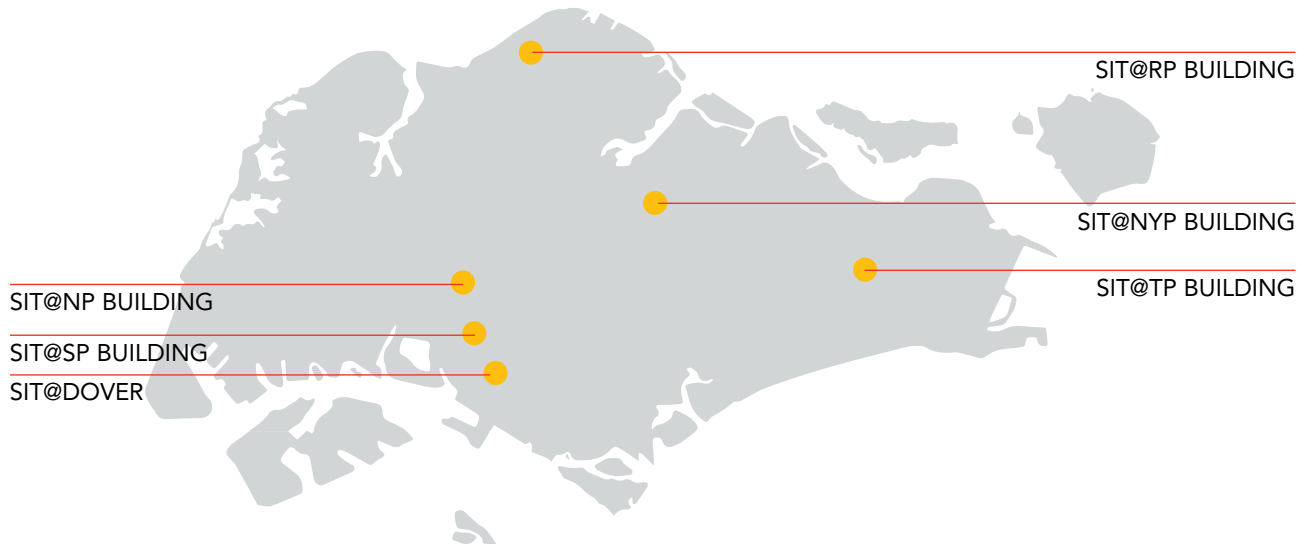 SIT@RP BUILDING
SIT@NYP BUILDING
SIT@TP BUILDING
SIT@NP BUILDING
SIT@SP BUILDING
SIT@DOVER